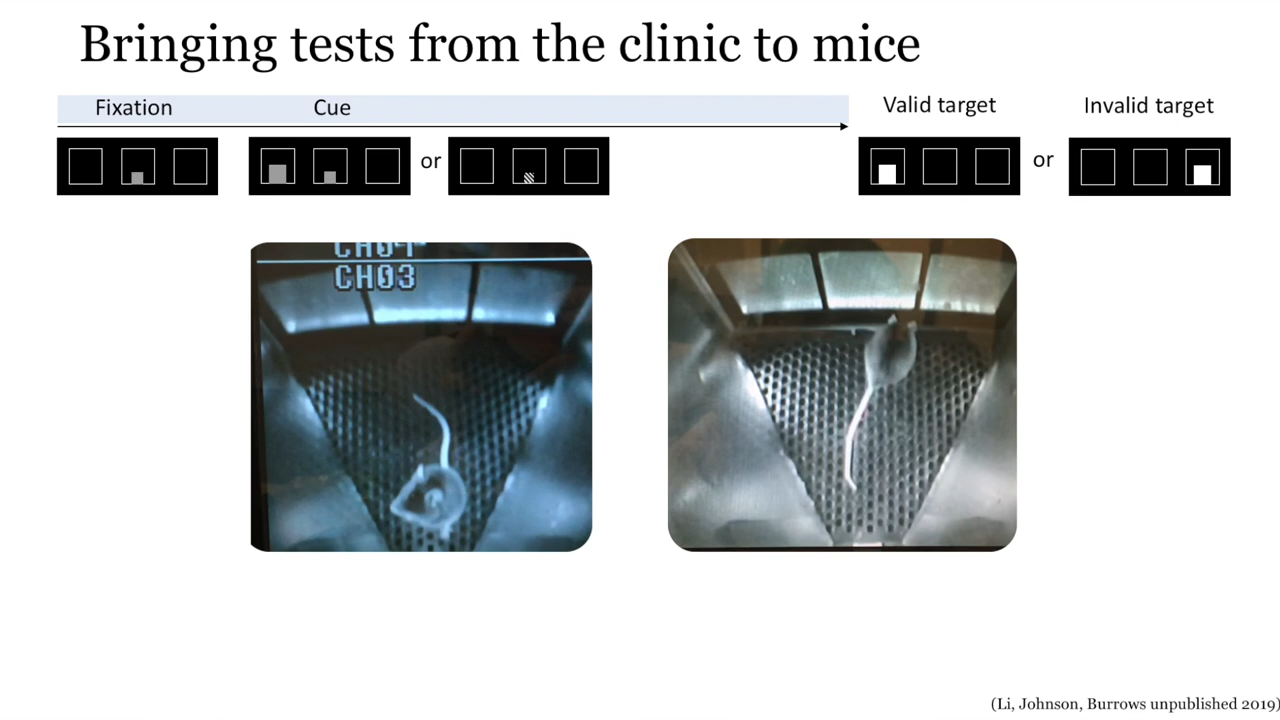 Bringing tests from the clinic to mice
Fixation
Cue
Valid target
Invalid target
or
or
CH03
(Li, Johnson, Burrows unpublished 2019)